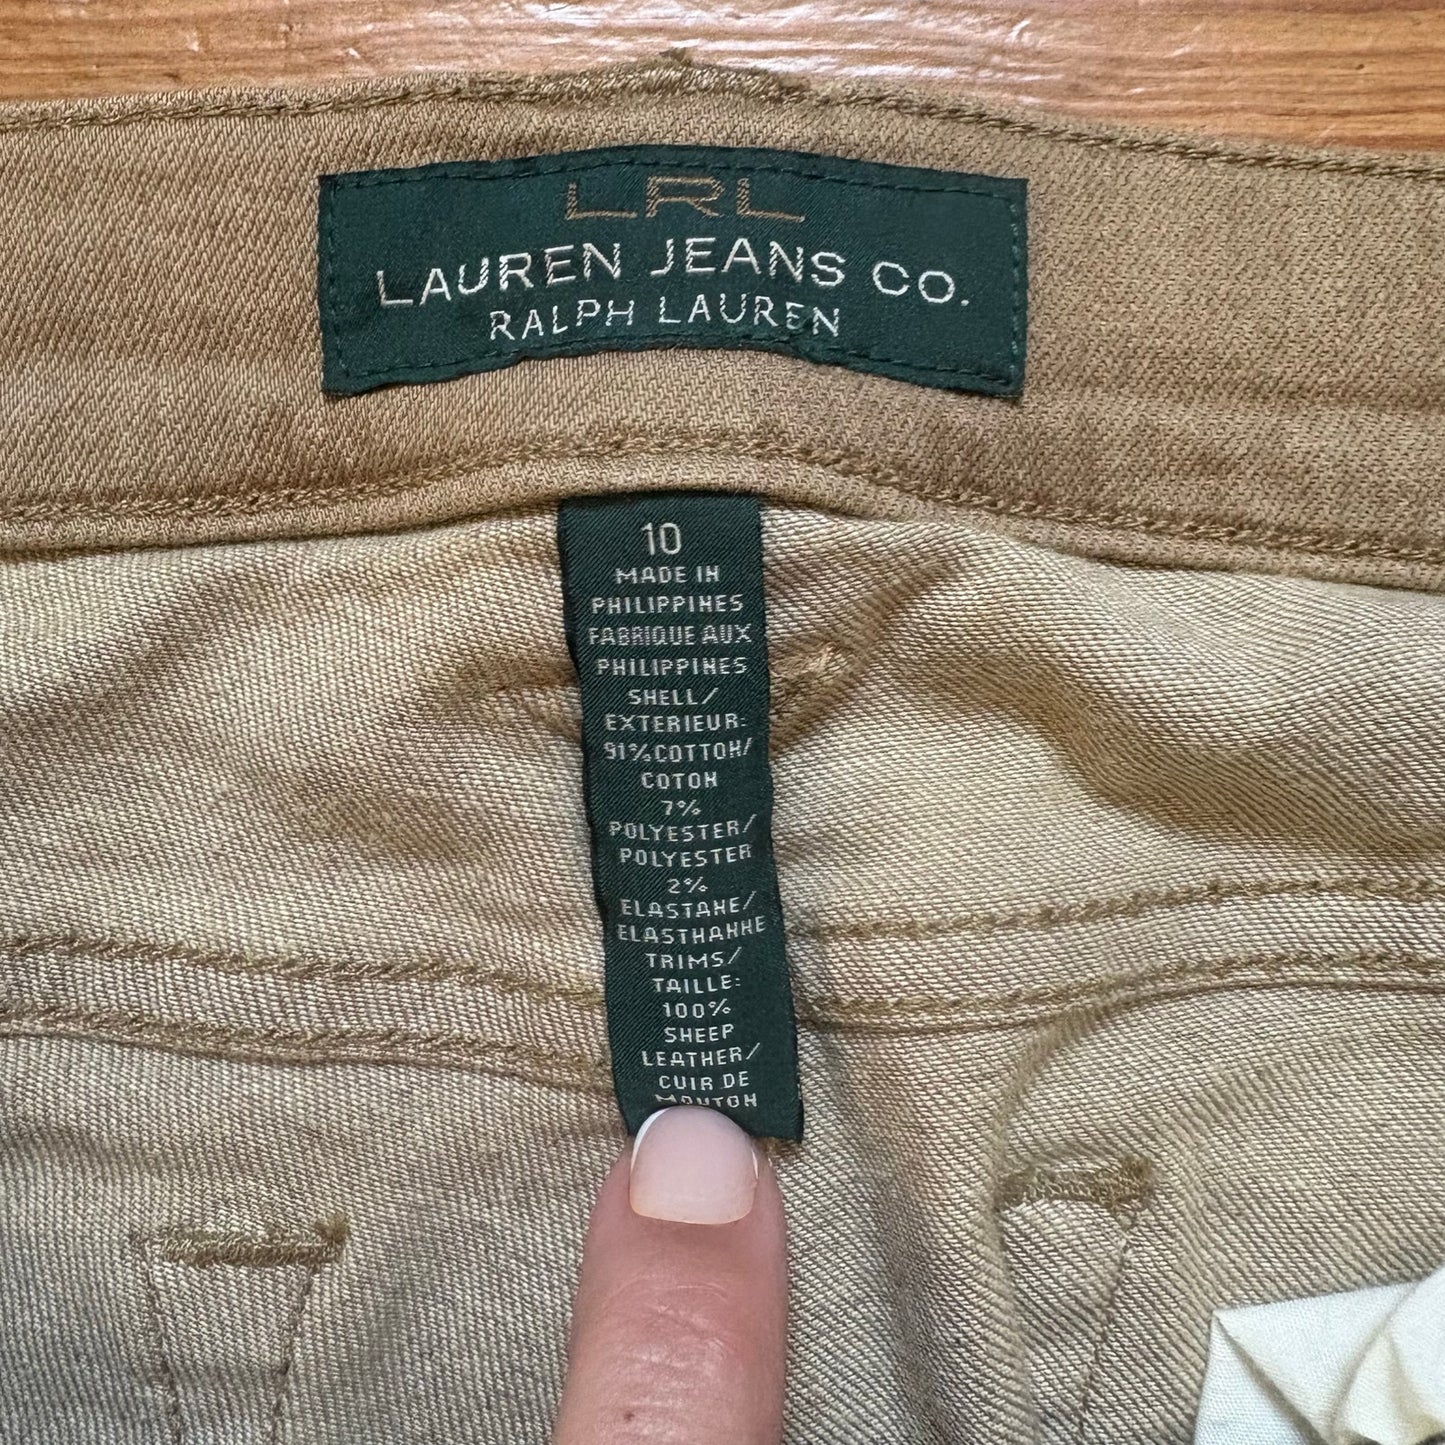 LRL
LAUREN JEANS CO.
RALPH LAUREN
10
MADE IN
PHILIPPINES
FABRIQUE AUX
PHILIPPINES
SHELL/
EXTERIEUR:
91% COTTON/
COTON
7%
POLYESTER/
POLYESTER
2%
ELASTANE/
ELASTHANNE
TRIMS/
TAILLE:
100%
SHEEP
LEATHER/
CUIR DE
MOUTON